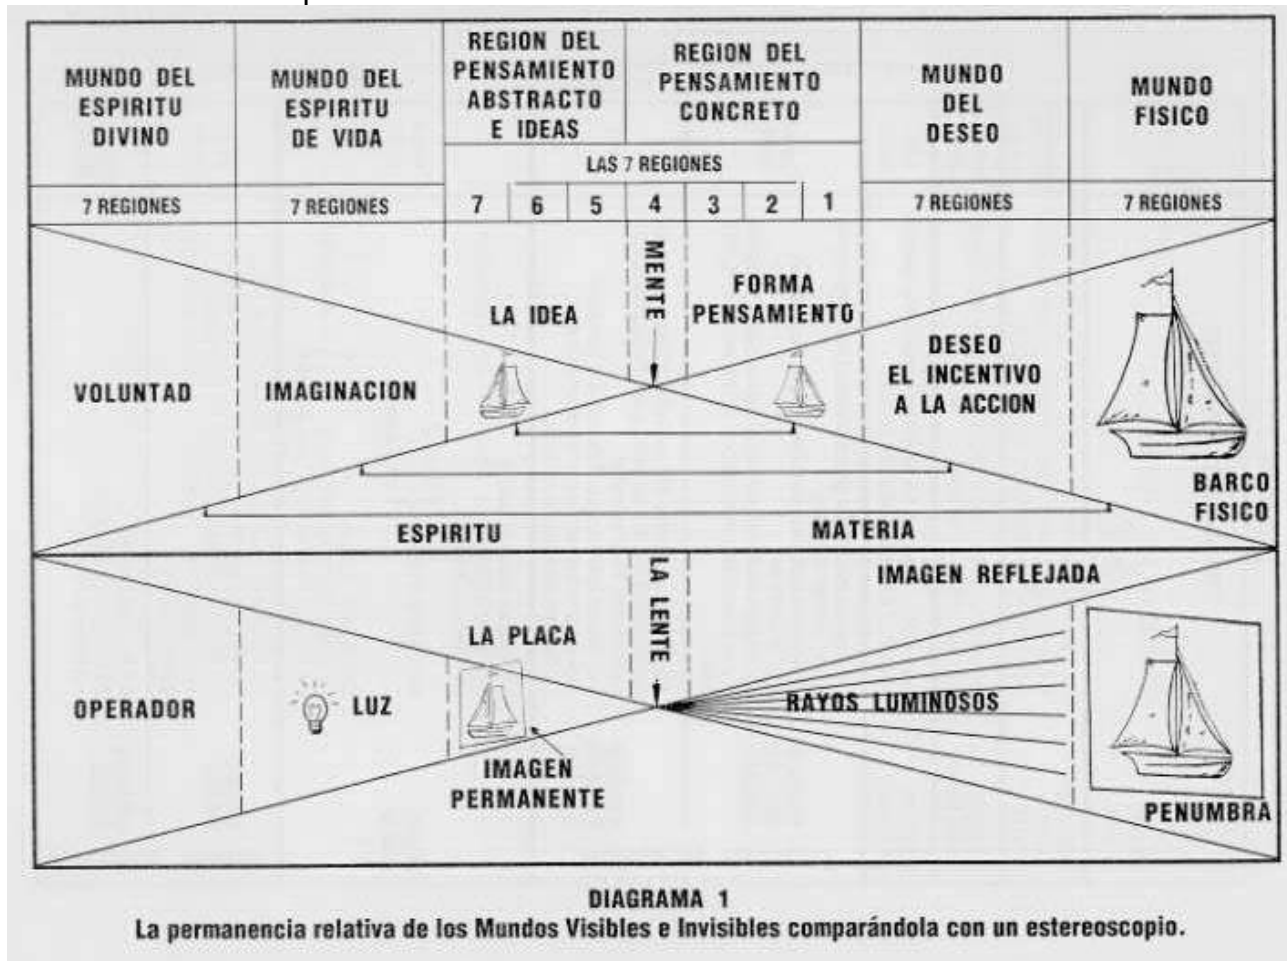 MUNDO DEL
ESPIRITU
DIVINO
MUNDO DEL
ESPIRITU
DE VIDA
REGION DEL
PENSAMIENTO
ABSTRACTO
E IDEAS
REGION DEL
PENSAMIENTO
CONCRETO
MUNDO
DEL
DESEO
MUNDO
FISICO
LAS 7 REGIONES
7 REGIONES
7 REGIONES
7
6
5
4
3
2
1
7 REGIONES
7 REGIONES
VOLUNTAD
IMAGINACION
LA IDEA
MENTE
FORMA
PENSAMIENTO
DESEO
EL INCENTIVO
A LA ACCION
BARCO
FISICO
ESPIRITU
MATERIA
OPERADOR
LUZ
LA PLACA
IMAGEN
PERMANENTE
LA LENTE
IMAGEN REFLEJADA
RAYOS LUMINOSOS
PENUMBRA
DIAGRAMA 1
La permanencia relativa de los Mundos Visibles e Invisibles comparándola con un estereoscopio.